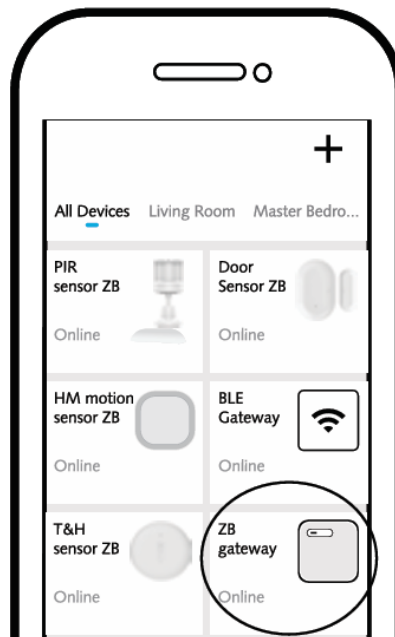 +
All Devices Living Room Master Bedro...
PIR
sensor ZB
Online
Door
Sensor ZB
Online
HM motion
sensor ZB
Online
BLE
Gateway
Online
T&H
sensor ZB
Online
ZB
gateway
Online